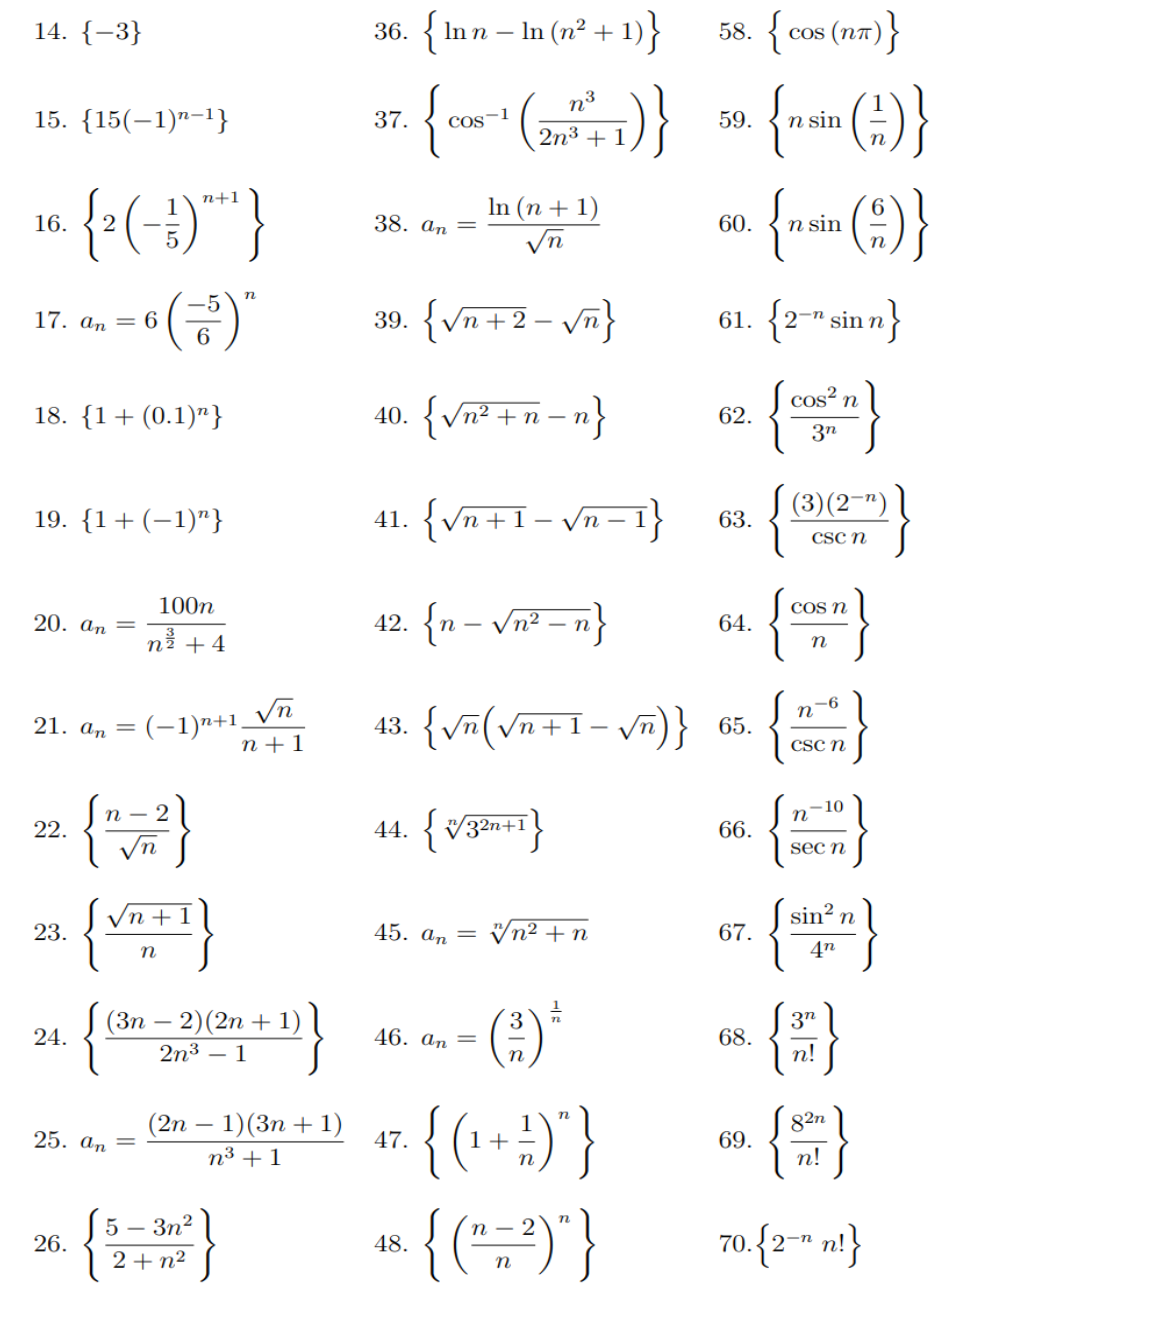 14. {−3}
36. {ln n − ln (n² + 1)}
58. {cos (nπ)}
15. {15(−1)ⁿ⁻¹}
37. {cos⁻¹ (n³ / (2n³ + 1))}
59. {n sin (1/n)}
16. {2 (−1/5)ⁿ⁺¹}
38. aₙ = ln (n + 1) / √n
60. {n sin (6/n)}
17. aₙ = 6 (−5/6)ⁿ
39. {√(n + 2) − √n}
61. {2⁻ⁿ sin n}
18. {1 + (0.1)ⁿ}
40. {√(n² + n) − n}
62. {cos² n / 3ⁿ}
19. {1 + (−1)ⁿ}
41. {√(n + 1) − √(n − 1)}
63. {(3)(2⁻ⁿ) / csc n}
20. aₙ = 100n / (n^(3/2) + 4)
42. {n − √(n² − n)}
64. {cos n / n}
21. aₙ = (−1)ⁿ⁺¹ √n / (n + 1)
43. {√n(√(n + 1) − √n)}
65. {n⁻⁶ / csc n}
22. {(n − 2) / √n}
44. {ⁿ√(3²ⁿ⁺¹)}
66. {n⁻¹⁰ / sec n}
23. {√(n + 1) / n}
45. aₙ = ⁿ√(n² + n)
67. {sin² n / 4ⁿ}
24. {(3n − 2)(2n + 1) / (2n³ − 1)}
46. aₙ = (3/n)^(1/n)
68. {3ⁿ / n!}
25. aₙ = (2n − 1)(3n + 1) / (n³ + 1)
47. {(1 + 1/n)ⁿ}
69. {8²ⁿ / n!}
26. {(5 − 3n²) / (2 + n²)}
48. {((n − 2) / n)ⁿ}
70. {2⁻ⁿ n!}